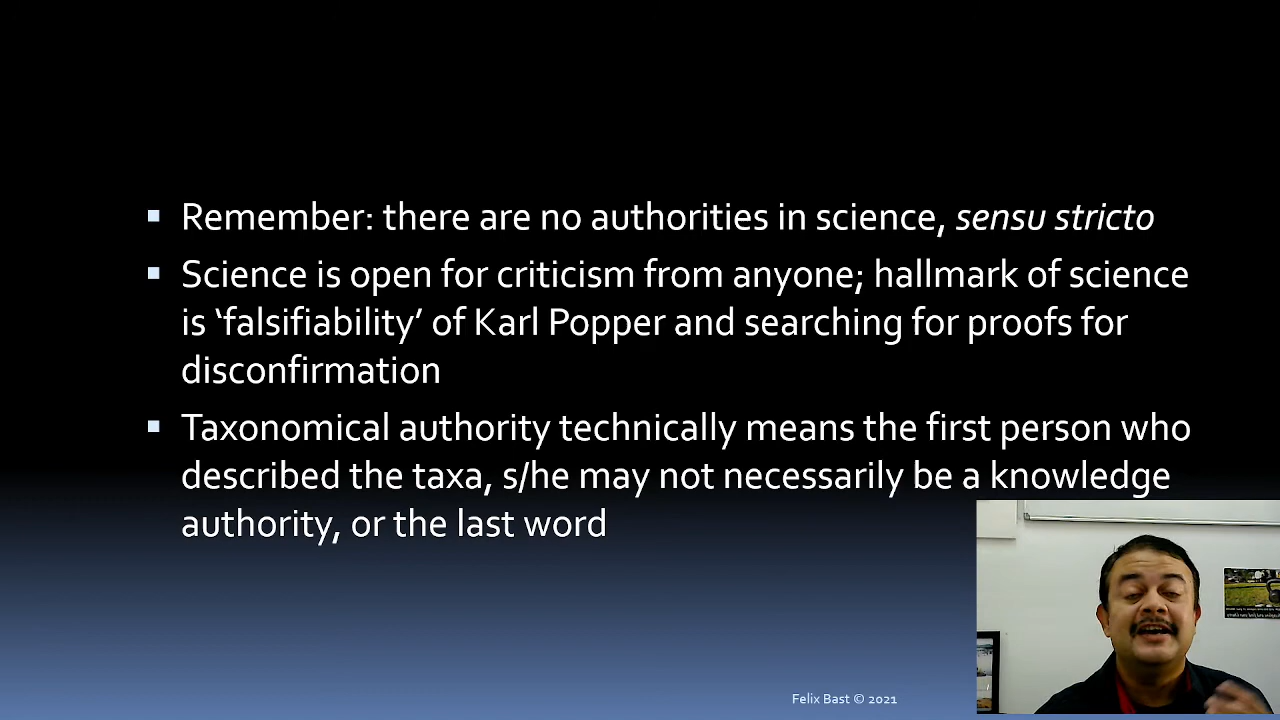 ▪ Remember: there are no authorities in science, sensu stricto
▪ Science is open for criticism from anyone; hallmark of science
is ‘falsifiability’ of Karl Popper and searching for proofs for
disconfirmation
▪ Taxonomical authority technically means the first person who
described the taxa, s/he may not necessarily be a knowledge
authority, or the last word
Felix Bast © 2021